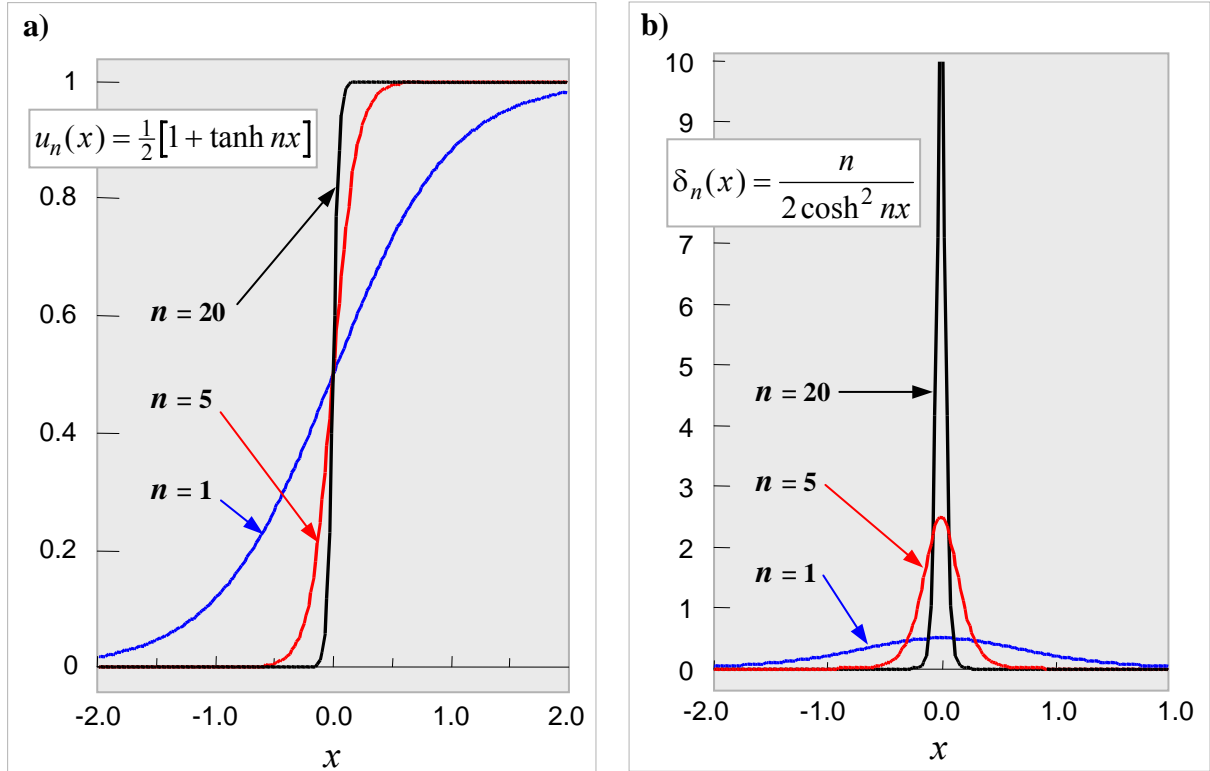 a)
1
u_n(x) = 1/2 [1 + tanh nx]
0.8
n = 20
0.6
n = 5
0.4
n = 1
0.2
0
-2.0 -1.0 0.0 1.0 2.0
x
b)
10
9
δ_n(x) = n / 2 cosh² nx
7
6
5
n = 20
4
3
n = 5
2
n = 1
1
0
-2.0 -1.0 0.0 1.0 1.0
x